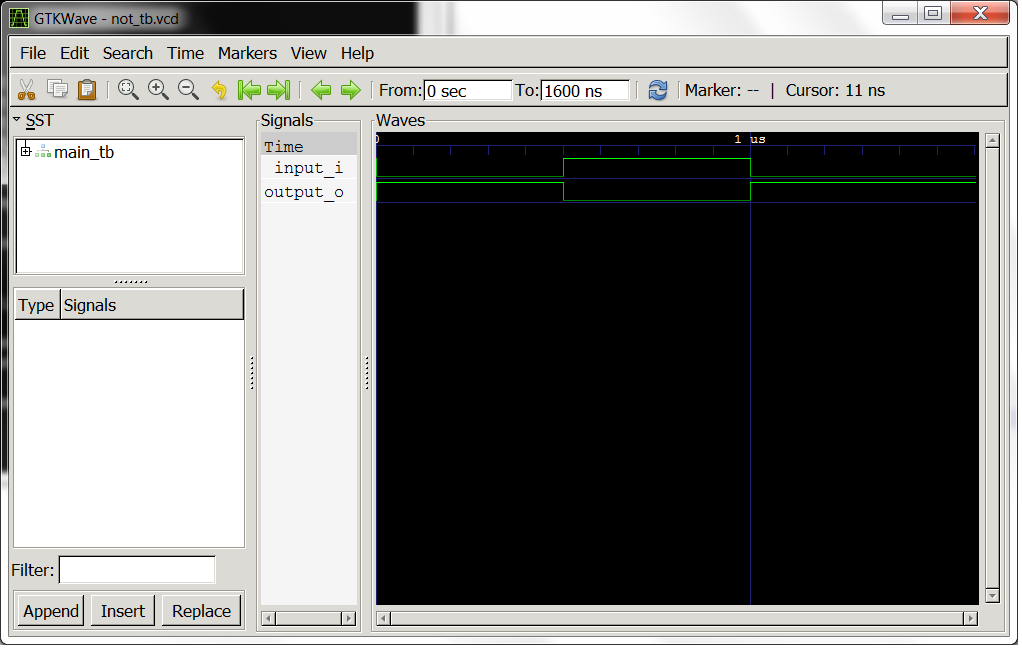 GTKWave - not_tb.vcd
File Edit Search Time Markers View Help
From: 0 sec To: 1600 ns Marker: -- | Cursor: 11 ns
SST
main_tb
Type Signals
Filter:
Append Insert Replace
Signals
Time
input_i
output_o
Waves
0 1 us